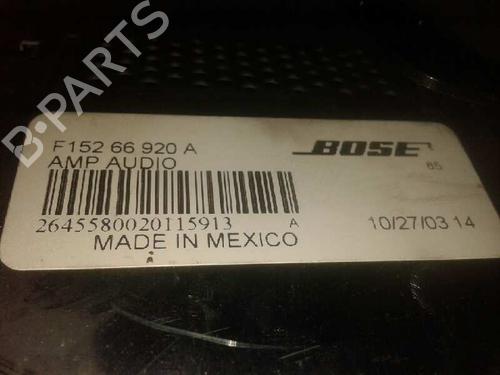 B-PARTS
F152 66 920 A
AMP AUDIO
BOSE
85
2645580020115913 A
10/27/03 14
MADE IN MEXICO